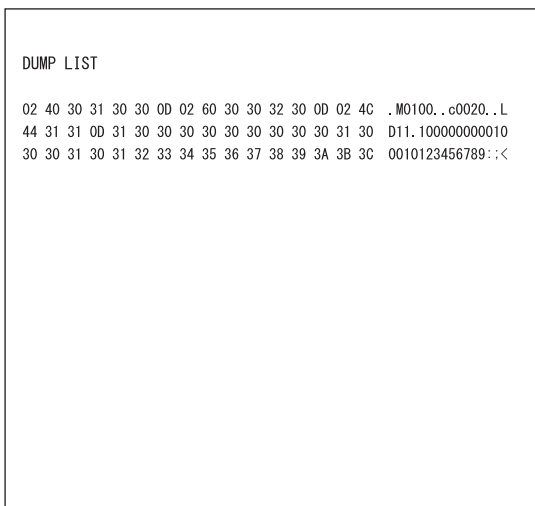 DUMP LIST
02 40 30 31 30 30 0D 02 60 30 30 32 30 0D 02 4C .M0100..c0020..L
44 31 31 0D 31 30 30 30 30 30 30 30 30 30 31 30 D11.100000000010
30 30 31 30 31 32 33 34 35 36 37 38 39 3A 3B 3C 0010123456789:;<